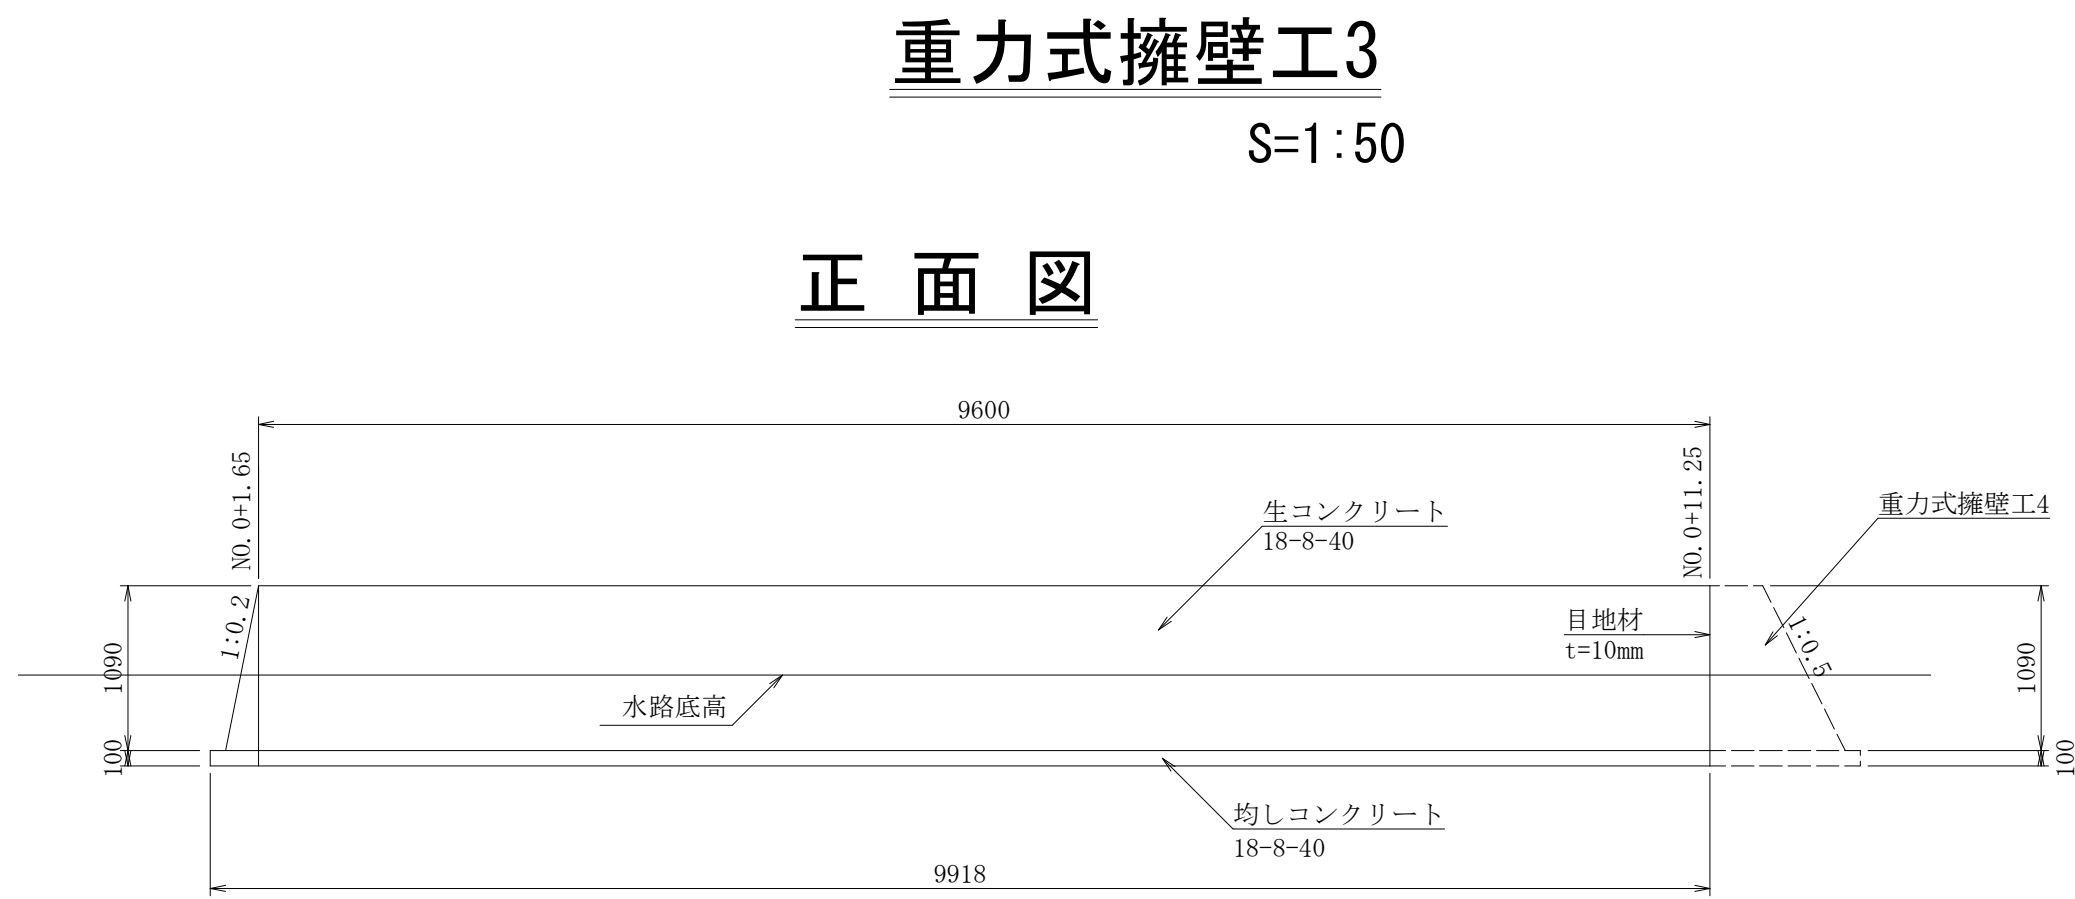 重力式擁壁工3
S=1:50
正面図
9600
NO.0+1.65
NO.0+11.25
生コンクリート
18-8-40
重力式擁壁工4
1:0.2
目地材
t=10mm
1:0.5
1090
1090
水路底高
100
100
均しコンクリート
18-8-40
9918